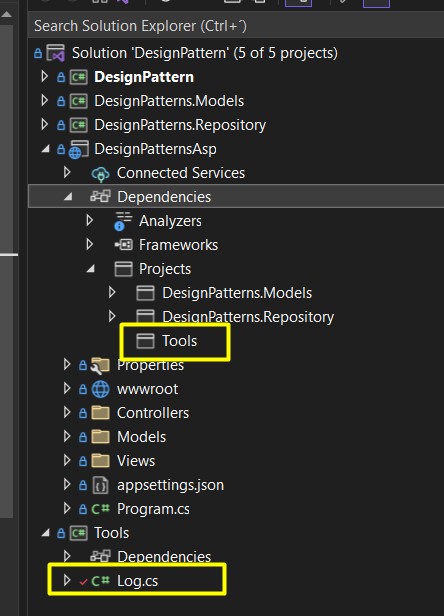 Search Solution Explorer (Ctrl+´)
Solution 'DesignPattern' (5 of 5 projects)
C# DesignPattern
C# DesignPatterns.Models
C# DesignPatterns.Repository
DesignPatternsAsp
Connected Services
Dependencies
Analyzers
Frameworks
Projects
DesignPatterns.Models
DesignPatterns.Repository
Tools
Properties
wwwroot
Controllers
Models
Views
appsettings.json
C# Program.cs
C# Tools
Dependencies
C# Log.cs